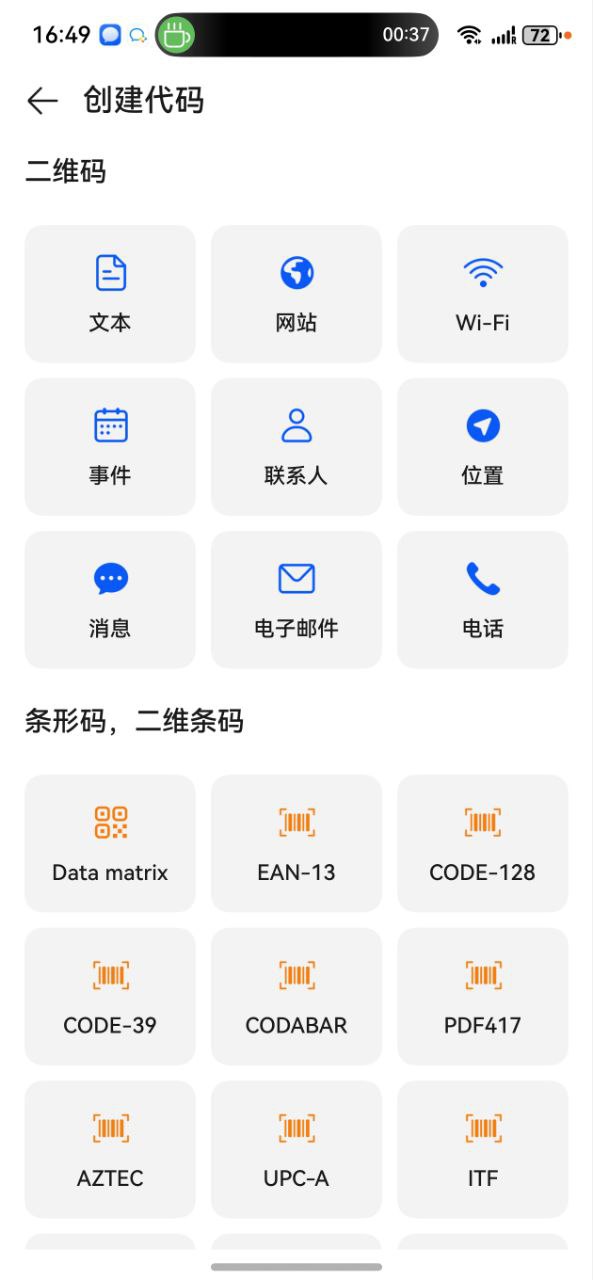 16:49 00:37 72
创建代码
二维码
文本 网站 Wi-Fi
事件 联系人 位置
消息 电子邮件 电话
条形码，二维条码
Data matrix EAN-13 CODE-128
CODE-39 CODABAR PDF417
AZTEC UPC-A ITF